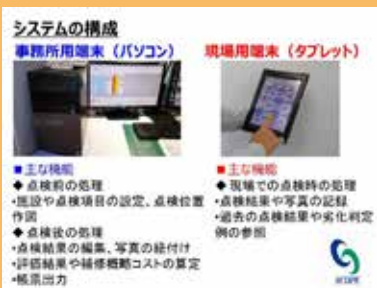 システムの構成
事務所用端末（パソコン）
■主な機能
◆点検前の処理
・施設や点検項目の設定、点検位置
作図
◆点検後の処理
・点検結果の編集、写真の紐付け
・評価結果や補修概略コストの算定
・帳票出力
現場用端末（タブレット）
■主な機能
◆現場での点検時の処理
・点検結果や写真の記録
・過去の点検結果や劣化判定
例の参照